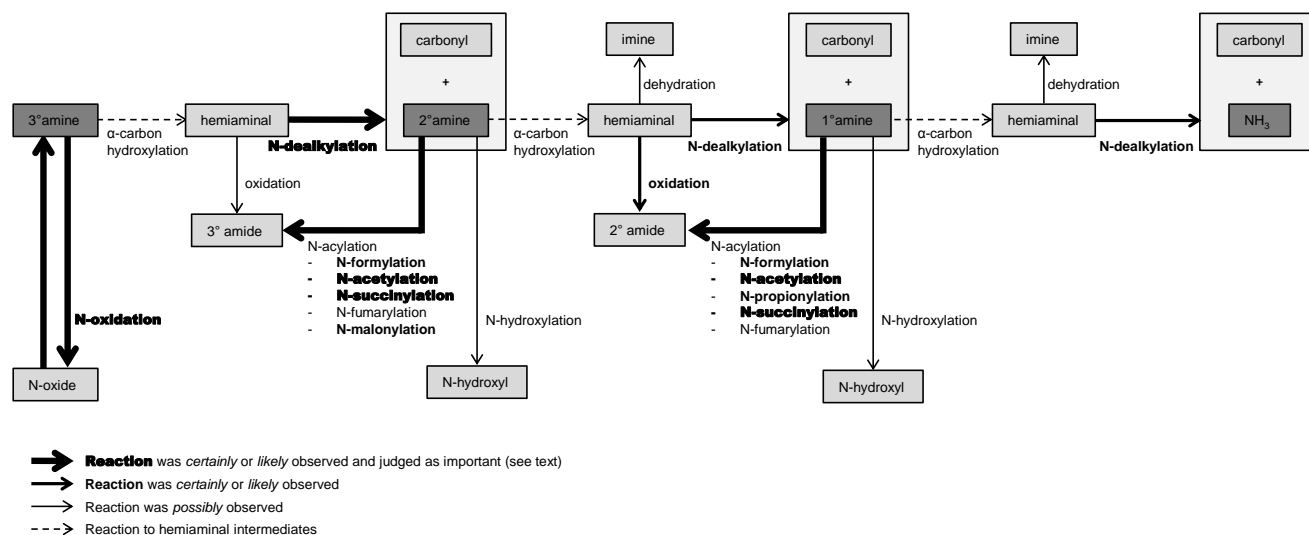 carbonyl
imine
carbonyl
imine
carbonyl
+
dehydration
+
dehydration
+
3°amine
hemiaminal
2°amine
hemiaminal
1°amine
hemiaminal
NH3
α-carbon
hydroxylation
N-dealkylation
α-carbon
hydroxylation
N-dealkylation
α-carbon
hydroxylation
N-dealkylation
oxidation
oxidation
3° amide
2° amide
N-acylation
- N-formylation
- N-acetylation
- N-succinylation
- N-fumarylation
- N-malonylation
N-acylation
- N-formylation
- N-acetylation
- N-propionylation
- N-succinylation
- N-fumarylation
N-oxidation
N-hydroxylation
N-hydroxylation
N-oxide
N-hydroxyl
N-hydroxyl
Reaction was certainly or likely observed and judged as important (see text)
Reaction was certainly or likely observed
Reaction was possibly observed
Reaction to hemiaminal intermediates